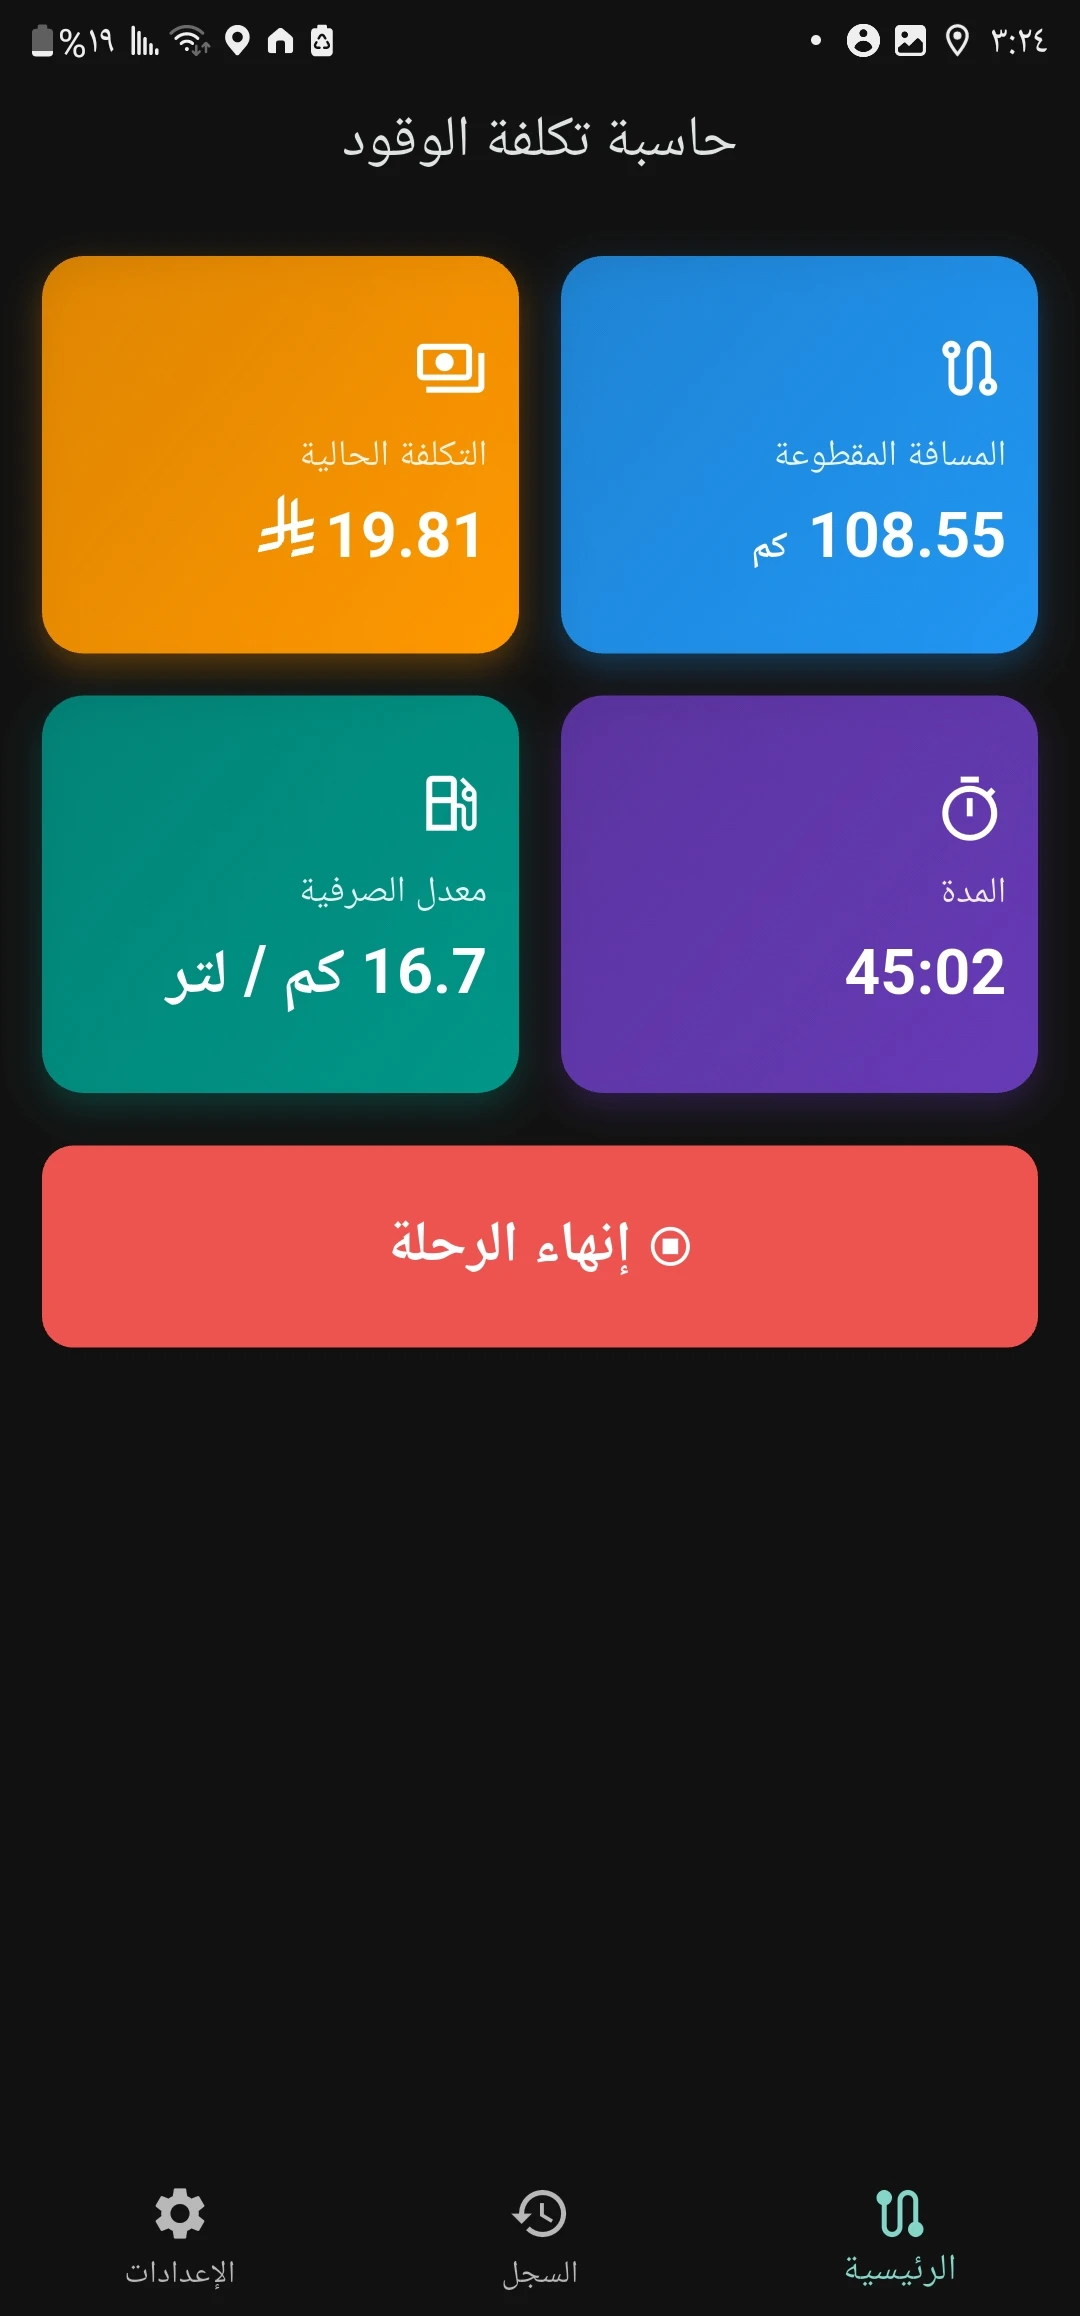 ٣:٢٤
%١٩
حاسبة تكلفة الوقود
المسافة المقطوعة
108.55 كم
التكلفة الحالية
19.81 ⃁
المدة
45:02
معدل الصرفية
16.7 كم / لتر
إنهاء الرحلة
الرئيسية
السجل
الإعدادات